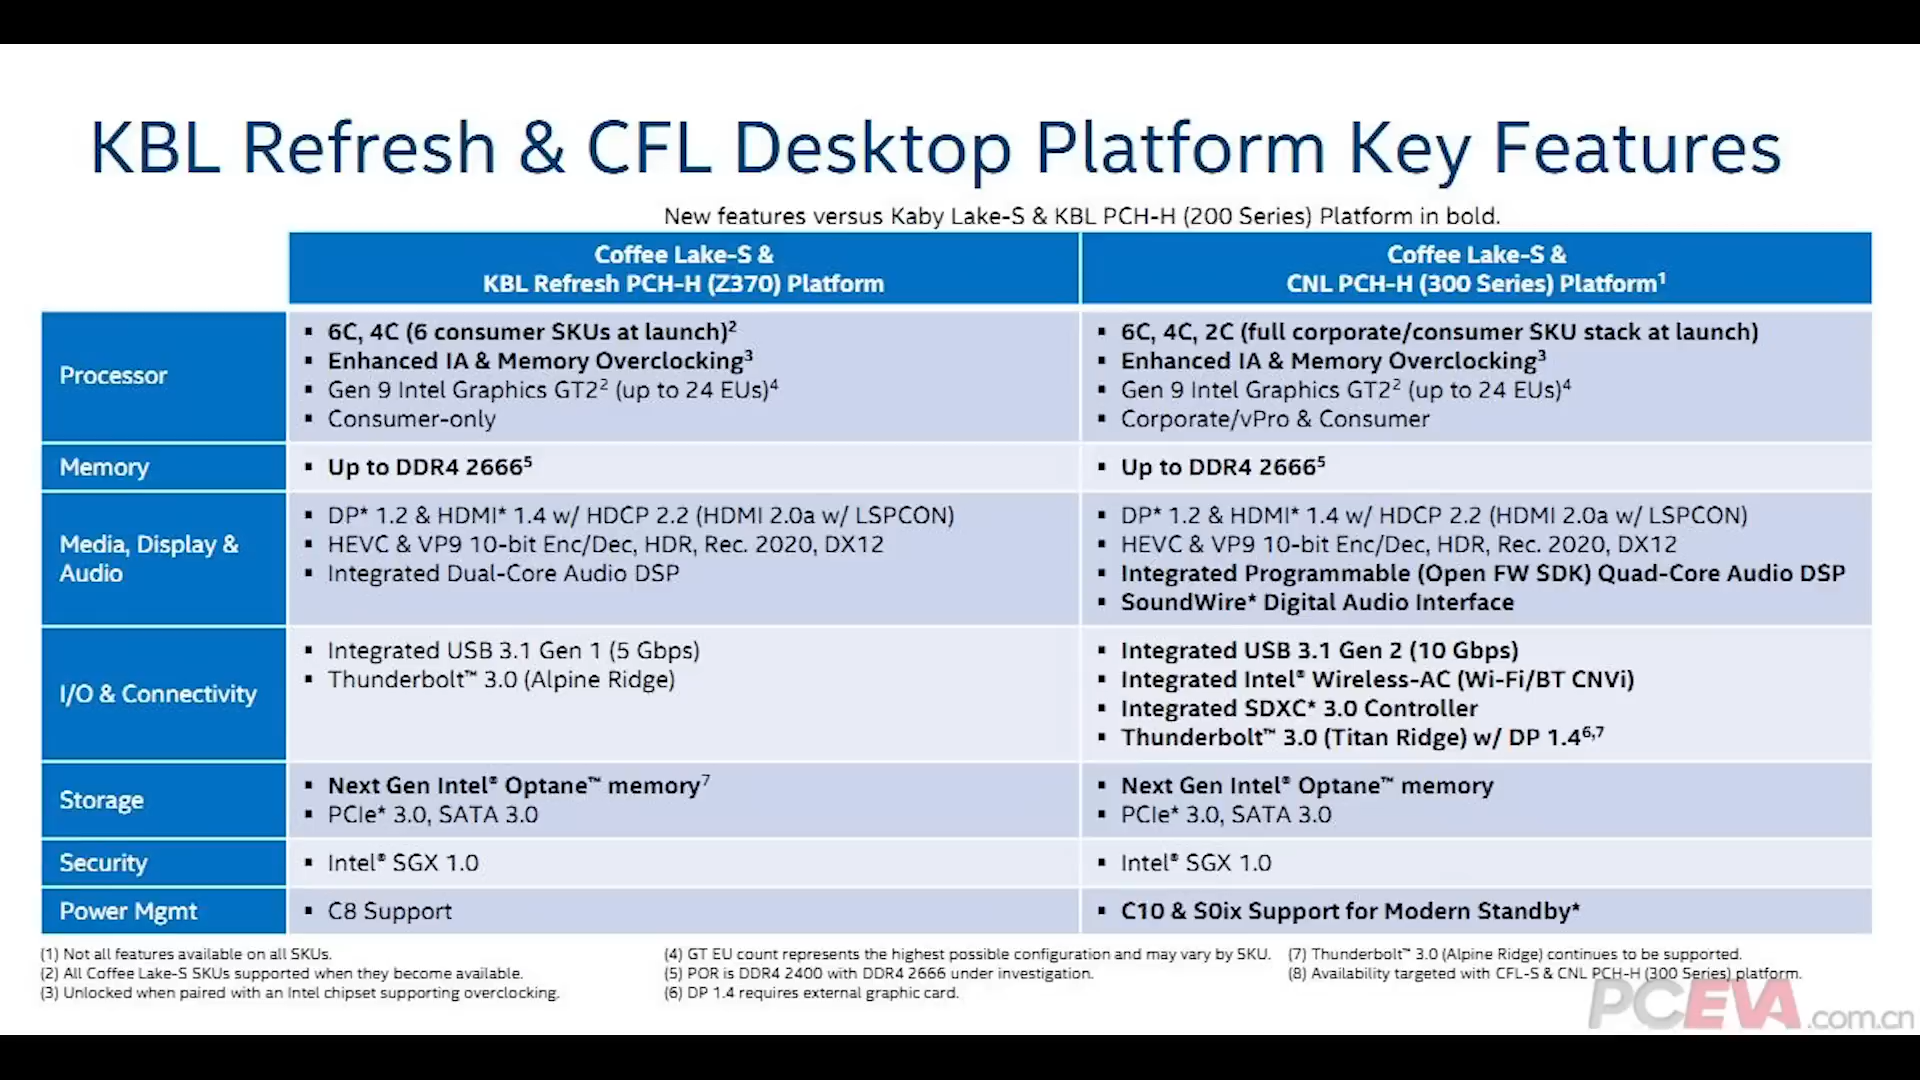 KBL Refresh & CFL Desktop Platform Key Features
New features versus Kaby Lake-S & KBL PCH-H (200 Series) Platform in bold.
Coffee Lake-S &
KBL Refresh PCH-H (Z370) Platform
Coffee Lake-S &
CNL PCH-H (300 Series) Platform¹
Processor
▪ 6C, 4C (6 consumer SKUs at launch)²
▪ Enhanced IA & Memory Overclocking³
▪ Gen 9 Intel Graphics GT2² (up to 24 EUs)⁴
▪ Consumer-only
▪ 6C, 4C, 2C (full corporate/consumer SKU stack at launch)
▪ Enhanced IA & Memory Overclocking³
▪ Gen 9 Intel Graphics GT2² (up to 24 EUs)⁴
▪ Corporate/vPro & Consumer
Memory
▪ Up to DDR4 2666⁵
▪ Up to DDR4 2666⁵
Media, Display &
Audio
▪ DP* 1.2 & HDMI* 1.4 w/ HDCP 2.2 (HDMI 2.0a w/ LSPCON)
▪ HEVC & VP9 10-bit Enc/Dec, HDR, Rec. 2020, DX12
▪ Integrated Dual-Core Audio DSP
▪ DP* 1.2 & HDMI* 1.4 w/ HDCP 2.2 (HDMI 2.0a w/ LSPCON)
▪ HEVC & VP9 10-bit Enc/Dec, HDR, Rec. 2020, DX12
▪ Integrated Programmable (Open FW SDK) Quad-Core Audio DSP
▪ SoundWire* Digital Audio Interface
I/O & Connectivity
▪ Integrated USB 3.1 Gen 1 (5 Gbps)
▪ Thunderbolt™ 3.0 (Alpine Ridge)
▪ Integrated USB 3.1 Gen 2 (10 Gbps)
▪ Integrated Intel® Wireless-AC (Wi-Fi/BT CNVi)
▪ Integrated SDXC* 3.0 Controller
▪ Thunderbolt™ 3.0 (Titan Ridge) w/ DP 1.4⁶,⁷
Storage
▪ Next Gen Intel® Optane™ memory⁷
▪ PCIe* 3.0, SATA 3.0
▪ Next Gen Intel® Optane™ memory
▪ PCIe* 3.0, SATA 3.0
Security
▪ Intel® SGX 1.0
▪ Intel® SGX 1.0
Power Mgmt
▪ C8 Support
▪ C10 & S0ix Support for Modern Standby*
(1) Not all features available on all SKUs.
(2) All Coffee Lake-S SKUs supported when they become available.
(3) Unlocked when paired with an Intel chipset supporting overclocking.
(4) GT EU count represents the highest possible configuration and may vary by SKU.
(5) POR is DDR4 2400 with DDR4 2666 under investigation.
(6) DP 1.4 requires external graphic card.
(7) Thunderbolt™ 3.0 (Alpine Ridge) continues to be supported.
(8) Availability targeted with CFL-S & CNL PCH-H (300 Series) platform.
PCEVA.com.cn